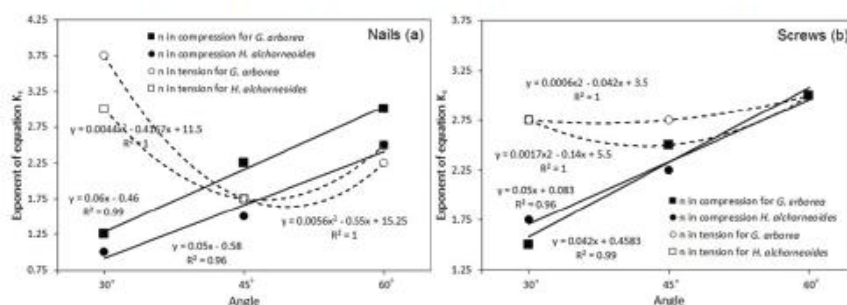 4.25
3.75
3.25
2.75
2.25
1.75
1.25
0.75
Exponent of equation Kc
Nails (a)
n in compression for G. arborea
n in compression H. alchorneoides
n in tension for G. arborea
n in tension for H. alchorneoides
y = 0.0044x² - 0.4167x + 11.5
R² = 1
y = 0.06x - 0.46
R² = 0.99
y = 0.0056x² - 0.55x + 15.25
R² = 1
y = 0.05x - 0.58
R² = 0.96
30° 45° 60°
Angle
3.75
3.25
2.75
2.25
1.75
1.25
Exponent of equation Kc
Screws (b)
y = 0.0006x2 - 0.042x + 3.5
R² = 1
y = 0.0017x2 - 0.14x + 5.5
R² = 1
y = 0.05x + 0.083
R² = 0.96
y = 0.042x + 0.4583
R² = 0.99
n in compression for G. arborea
n in compression H. alchorneoides
n in tension for G. arborea
n in tension for H. alchorneoides
30° 45° 60°
Angle